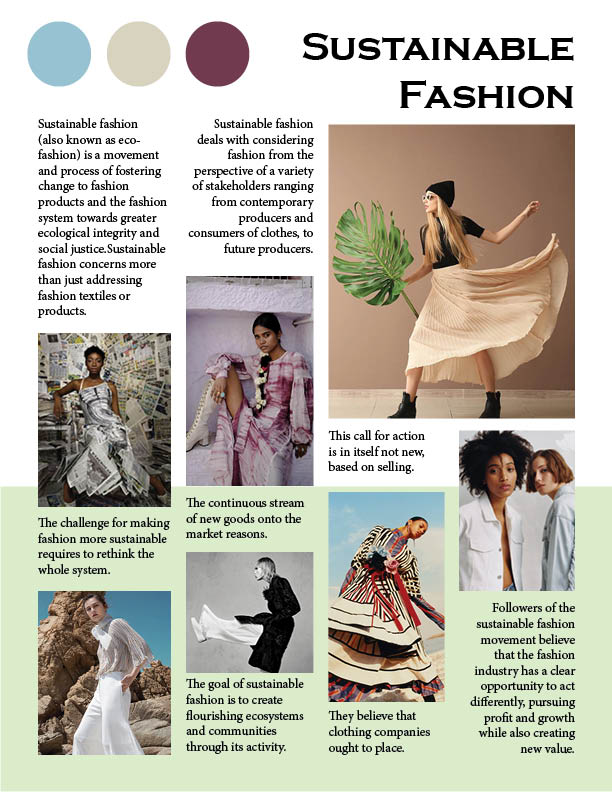 SUSTAINABLE
FASHION
Sustainable fashion
(also known as eco-
fashion) is a movement
and process of fostering
change to fashion
products and the fashion
system towards greater
ecological integrity and
social justice.Sustainable
fashion concerns more
than just addressing
fashion textiles or
products.
Sustainable fashion
deals with considering
fashion from the
perspective of a variety
of stakeholders ranging
from contemporary
producers and
consumers of clothes, to
future producers.
This call for action
is in itself not new,
based on selling.
The challenge for making
fashion more sustainable
requires to rethink the
whole system.
The continuous stream
of new goods onto the
market reasons.
The goal of sustainable
fashion is to create
flourishing ecosystems
and communities
through its activity.
They believe that
clothing companies
ought to place.
Followers of the
sustainable fashion
movement believe
that the fashion
industry has a clear
opportunity to act
differently, pursuing
profit and growth
while also creating
new value.